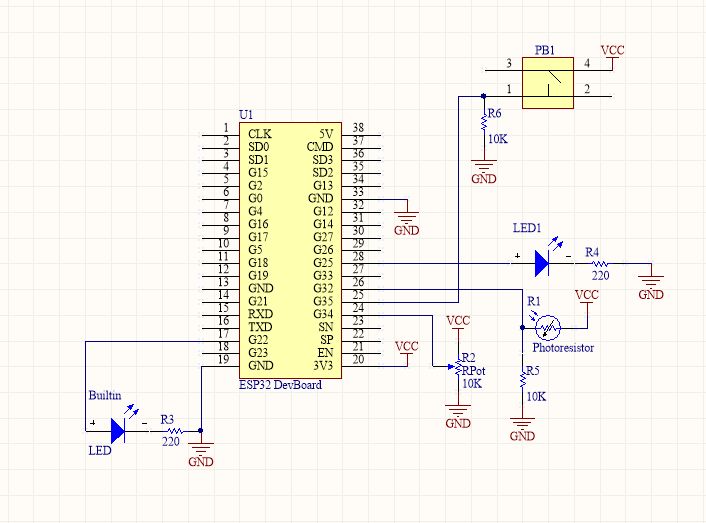 PB1
VCC
3 4
1 2
R6
10K
GND
U1
1 CLK 5V 38
2 SD0 CMD 37
3 SD1 SD3 36
4 G15 SD2 35
5 G2 G13 34
6 G0 GND 33
7 G4 G12 32
8 G16 G14 31
9 G17 G27 30
10 G5 G26 29
11 G18 G25 28
12 G19 G33 27
13 GND G32 26
14 G21 G35 25
15 RXD G34 24
16 TXD SN 23
17 G22 SP 22
18 G23 EN 21
19 GND 3V3 20
ESP32 DevBoard
GND
LED1
+ -
R4
220
GND
R1
VCC
Photoresistor
R5
10K
GND
VCC
R2
RPot
10K
GND
VCC
Builtin
+ -
LED
R3
220
GND